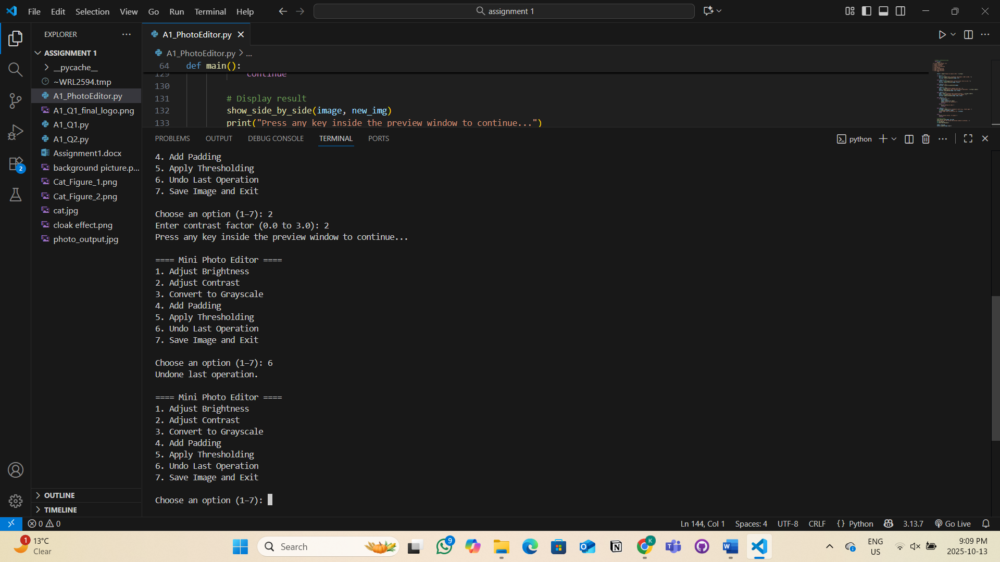 File Edit Selection View Go Run Terminal Help
assignment 1
EXPLORER
ASSIGNMENT 1
__pycache__
~WRL2594.tmp
A1_PhotoEditor.py
A1_Q1_final_logo.png
A1_Q1.py
A1_Q2.py
Assignment1.docx
background picture.p...
Cat_Figure_1.png
Cat_Figure_2.png
cat.jpg
cloak effect.png
photo_output.jpg
OUTLINE
TIMELINE
2
A1_PhotoEditor.py
A1_PhotoEditor.py > ...
64 def main():
129 continue
130
131 # Display result
132 show_side_by_side(image, new_img)
133 print("Press any key inside the preview window to continue...")
PROBLEMS OUTPUT DEBUG CONSOLE TERMINAL PORTS
python
4. Add Padding
5. Apply Thresholding
6. Undo Last Operation
7. Save Image and Exit
Choose an option (1–7): 2
Enter contrast factor (0.0 to 3.0): 2
Press any key inside the preview window to continue...
==== Mini Photo Editor ====
1. Adjust Brightness
2. Adjust Contrast
3. Convert to Grayscale
4. Add Padding
5. Apply Thresholding
6. Undo Last Operation
7. Save Image and Exit
Choose an option (1–7): 6
Undone last operation.
==== Mini Photo Editor ====
1. Adjust Brightness
2. Adjust Contrast
3. Convert to Grayscale
4. Add Padding
5. Apply Thresholding
6. Undo Last Operation
7. Save Image and Exit
Choose an option (1–7):
0 0
Ln 144, Col 1 Spaces: 4 UTF-8 CRLF {} Python 3.13.7 Go Live
1
13°C
Clear
Search
9
K
ENG
US
9:09 PM
2025-10-13